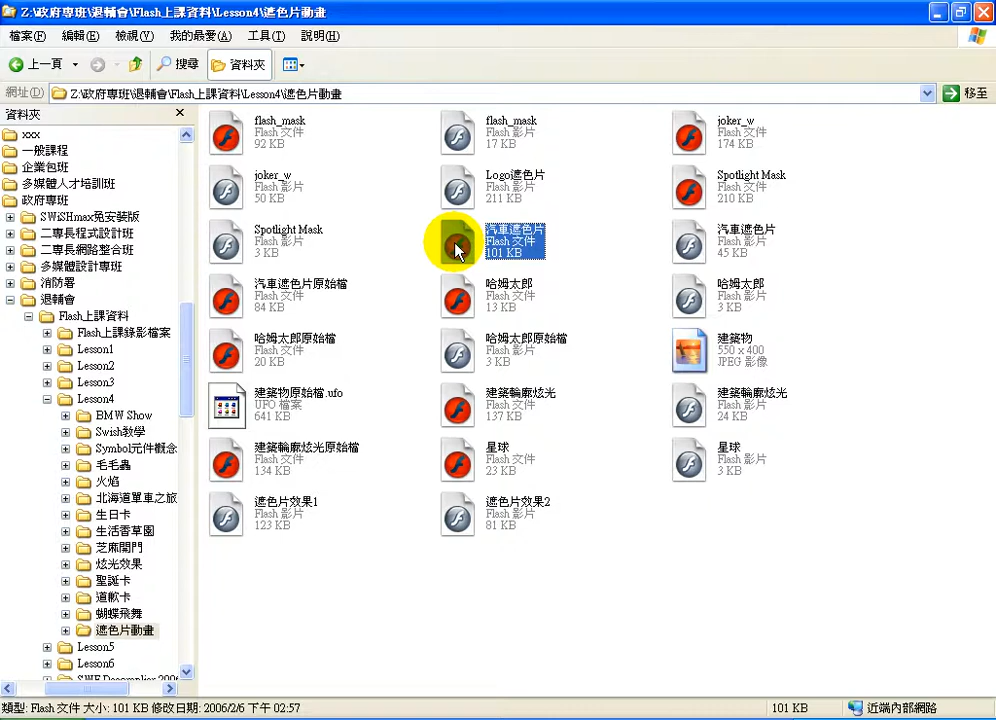 Z:\政府專班\退輔會\Flash上課資料\Lesson4\遮色片動畫
檔案(F) 編輯(E) 檢視(V) 我的最愛(A) 工具(T) 說明(H)
上一頁 搜尋 資料夾
網址(D) Z:\政府專班\退輔會\Flash上課資料\Lesson4\遮色片動畫 移至
資料夾
xxx
一般課程
企業包班
多媒體人才培訓班
政府專班
SWiSHmax免安裝版
二專長程式設計班
二專長網路整合班
多媒體設計專班
消防署
退輔會
Flash上課資料
Flash上課錄影檔案
Lesson1
Lesson2
Lesson3
Lesson4
BMW Show
Swish教學
Symbol元件概念
毛毛蟲
火焰
北海道單車之旅
生日卡
生活香草園
芝麻開門
炫光效果
聖誕卡
道歉卡
蝴蝶飛舞
遮色片動畫
Lesson5
Lesson6
flash_mask
Flash 文件
92 KB
flash_mask
Flash 影片
17 KB
joker_w
Flash 文件
174 KB
joker_w
Flash 影片
50 KB
Logo遮色片
Flash 影片
211 KB
Spotlight Mask
Flash 文件
210 KB
Spotlight Mask
Flash 影片
3 KB
汽車遮色片
Flash 文件
101 KB
汽車遮色片
Flash 影片
45 KB
汽車遮色片原始檔
Flash 文件
84 KB
哈姆太郎
Flash 文件
13 KB
哈姆太郎
Flash 影片
3 KB
哈姆太郎原始檔
Flash 文件
20 KB
哈姆太郎原始檔
Flash 影片
3 KB
建築物
550 x 400
JPEG 影像
建築物原始檔.ufo
UFO 檔案
641 KB
建築輪廓炫光
Flash 文件
137 KB
建築輪廓炫光
Flash 影片
24 KB
建築輪廓炫光原始檔
Flash 文件
134 KB
星球
Flash 文件
23 KB
星球
Flash 影片
3 KB
遮色片效果1
Flash 影片
123 KB
遮色片效果2
Flash 影片
81 KB
類型: Flash 文件 大小: 101 KB 修改日期: 2006/2/6 下午 02:57 101 KB 近端內部網路